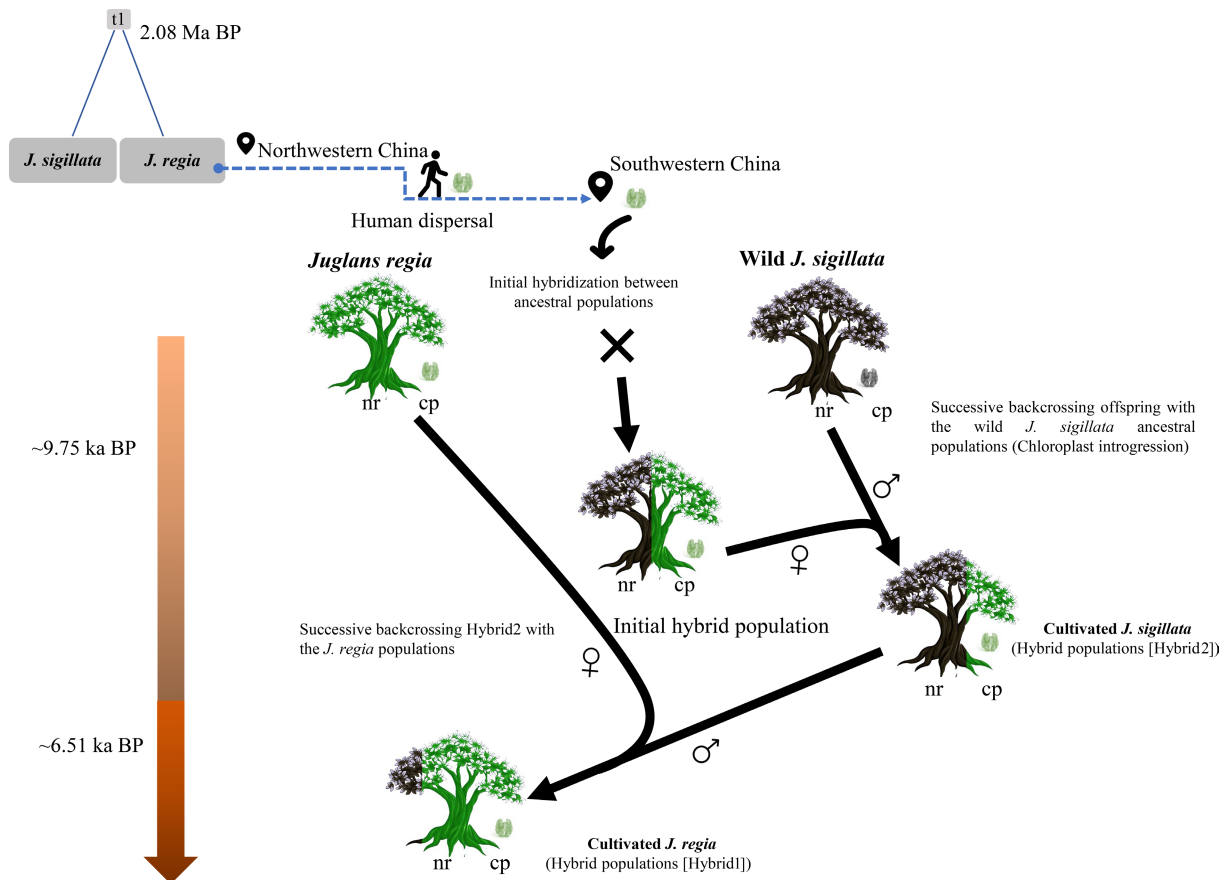 t1
2.08 Ma BP
J. sigillata
J. regia
Northwestern China
Human dispersal
Southwestern China
Juglans regia
Initial hybridization between
ancestral populations
Wild J. sigillata
nr
cp
nr
cp
Successive backcrossing offspring with
the wild J. sigillata ancestral
populations (Chloroplast introgression)
~9.75 ka BP
♂
nr
cp
♀
Initial hybrid population
Successive backcrossing Hybrid2 with
the J. regia populations
♀
Cultivated J. sigillata
(Hybrid populations [Hybrid2])
nr
cp
~6.51 ka BP
♂
nr
cp
Cultivated J. regia
(Hybrid populations [Hybrid1])